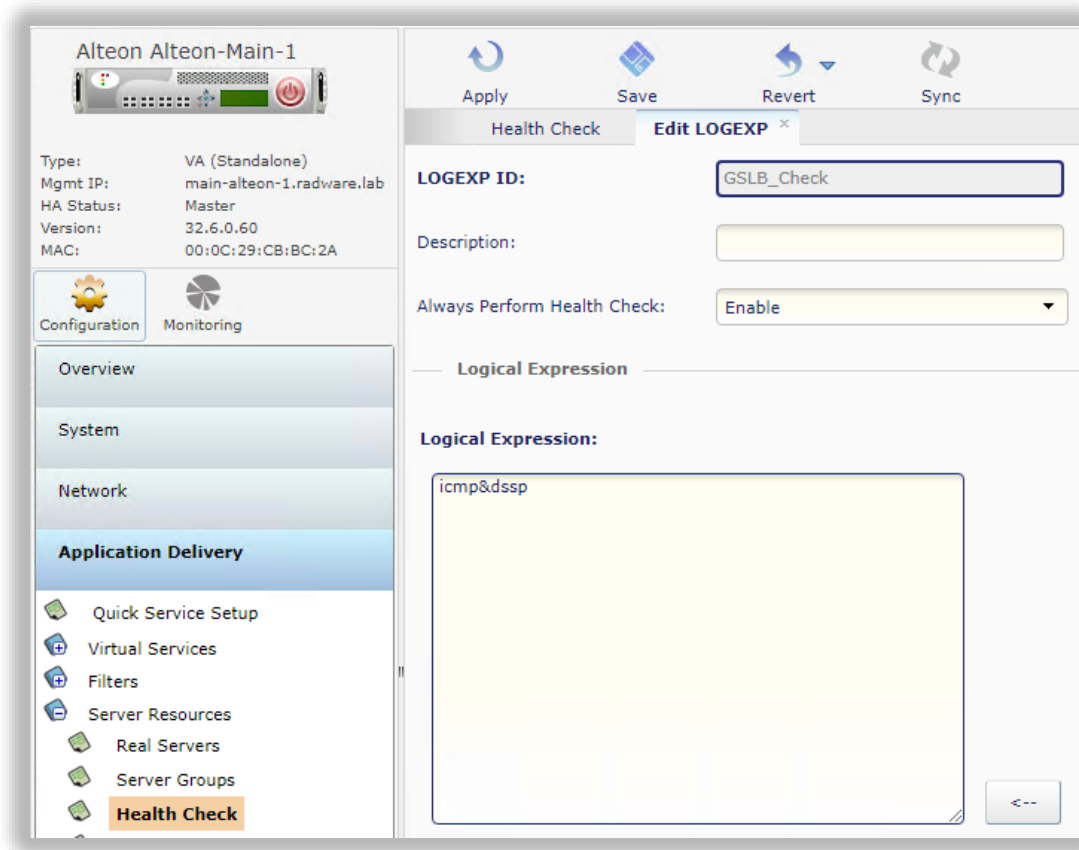 Alteon Alteon-Main-1
Type: VA (Standalone)
Mgmt IP: main-alteon-1.radware.lab
HA Status: Master
Version: 32.6.0.60
MAC: 00:0C:29:CB:BC:2A
Configuration Monitoring
Overview
System
Network
Application Delivery
Quick Service Setup
Virtual Services
Filters
Server Resources
Real Servers
Server Groups
Health Check
Apply Save Revert Sync
Health Check Edit LOGEXP ×
LOGEXP ID: GSLB_Check
Description:
Always Perform Health Check: Enable
Logical Expression
Logical Expression:
icmp&dssp
<--